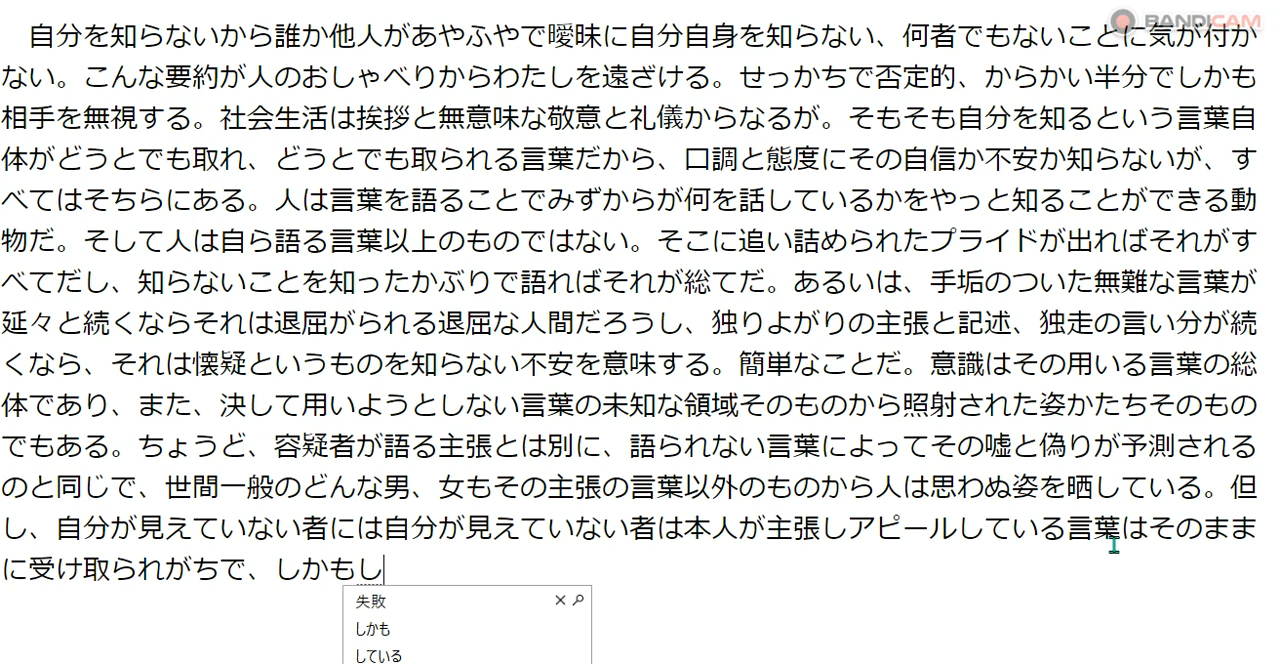 BANDICAM
自分を知らないから誰か他人があやふやで曖昧に自分自身を知らない、何者でもないことに気が付か
ない。こんな要約が人のおしゃべりからわたしを遠ざける。せっかちで否定的、からかい半分でしかも
相手を無視する。社会生活は挨拶と無意味な敬意と礼儀からなるが。そもそも自分を知るという言葉自
体がどうとでも取れ、どうとでも取られる言葉だから、口調と態度にその自信か不安か知らないが、す
べてはそちらにある。人は言葉を語ることでみずからが何を話しているかをやっと知ることができる動
物だ。そして人は自ら語る言葉以上のものではない。そこに追い詰められたプライドが出ればそれがす
べてだし、知らないことを知ったかぶりで語ればそれが総てだ。あるいは、手垢のついた無難な言葉が
延々と続くならそれは退屈がられる退屈な人間だろうし、独りよがりの主張と記述、独走の言い分が続
くなら、それは懐疑というものを知らない不安を意味する。簡単なことだ。意識はその用いる言葉の総
体であり、また、決して用いようとしない言葉の未知な領域そのものから照射された姿かたちそのもの
でもある。ちょうど、容疑者が語る主張とは別に、語られない言葉によってその嘘と偽りが予測される
のと同じで、世間一般のどんな男、女もその主張の言葉以外のものから人は思わぬ姿を晒している。但
し、自分が見えていない者には自分が見えていない者は本人が主張しアピールしている言葉はそのまま
に受け取られがちで、しかもし
失敗
しかも
している